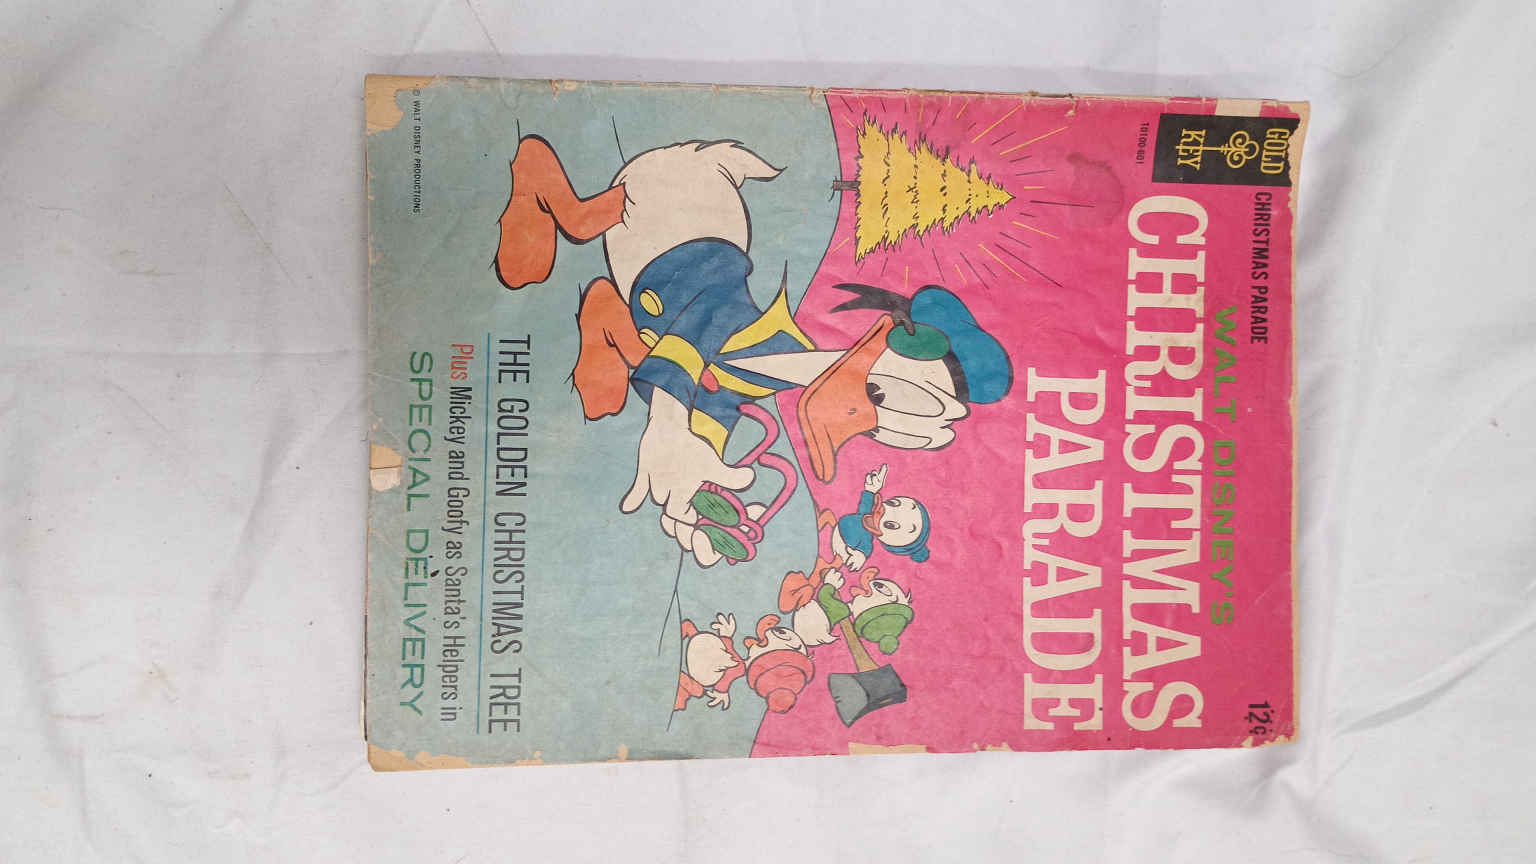 GOLD
KEY
10100-601
CHRISTMAS PARADE
12¢
WALT DISNEY'S
CHRISTMAS
PARADE
THE GOLDEN CHRISTMAS TREE
Plus Mickey and Goofy as Santa's Helpers in
SPECIAL DELIVERY
© WALT DISNEY PRODUCTIONS